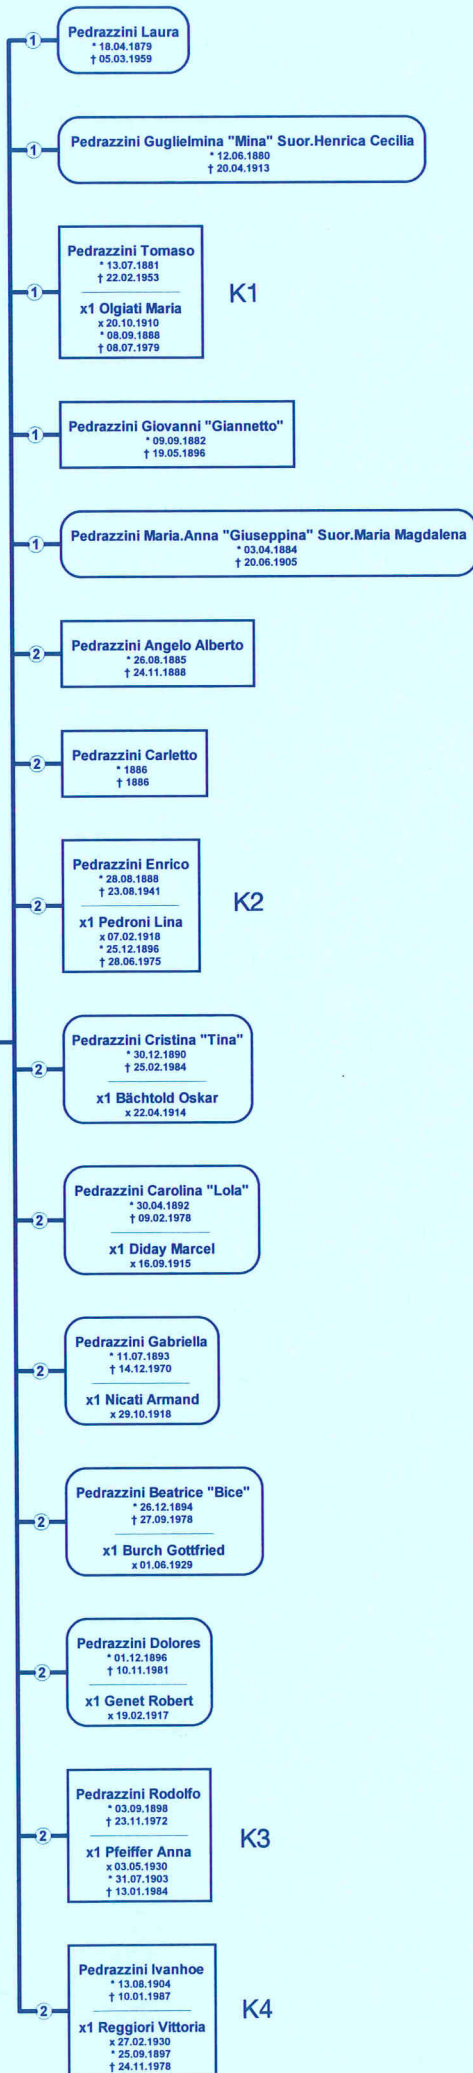 1
Pedrazzini Laura
* 18.04.1879
† 05.03.1959
1
Pedrazzini Guglielmina "Mina" Suor.Henrica Cecilia
* 12.06.1880
† 20.04.1913
1
Pedrazzini Tomaso
* 13.07.1881
† 22.02.1953
x1 Olgiati Maria
x 20.10.1910
* 08.09.1888
† 08.07.1979
K1
1
Pedrazzini Giovanni "Giannetto"
* 09.09.1882
† 19.05.1896
1
Pedrazzini Maria.Anna "Giuseppina" Suor.Maria Magdalena
* 03.04.1884
† 20.06.1905
2
Pedrazzini Angelo Alberto
* 26.08.1885
† 24.11.1888
2
Pedrazzini Carletto
* 1886
† 1886
2
Pedrazzini Enrico
* 28.08.1888
† 23.08.1941
x1 Pedroni Lina
x 07.02.1918
* 25.12.1896
† 28.06.1975
K2
2
Pedrazzini Cristina "Tina"
* 30.12.1890
† 25.02.1984
x1 Bächtold Oskar
x 22.04.1914
2
Pedrazzini Carolina "Lola"
* 30.04.1892
† 09.02.1978
x1 Diday Marcel
x 16.09.1915
2
Pedrazzini Gabriella
* 11.07.1893
† 14.12.1970
x1 Nicati Armand
x 29.10.1918
2
Pedrazzini Beatrice "Bice"
* 26.12.1894
† 27.09.1978
x1 Burch Gottfried
x 01.06.1929
2
Pedrazzini Dolores
* 01.12.1896
† 10.11.1981
x1 Genet Robert
x 19.02.1917
2
Pedrazzini Rodolfo
* 03.09.1898
† 23.11.1972
x1 Pfeiffer Anna
x 03.05.1930
* 31.07.1903
† 13.01.1984
K3
2
Pedrazzini Ivanhoe
* 13.08.1904
† 10.01.1987
x1 Reggiori Vittoria
x 27.02.1930
* 25.09.1897
† 24.11.1978
K4